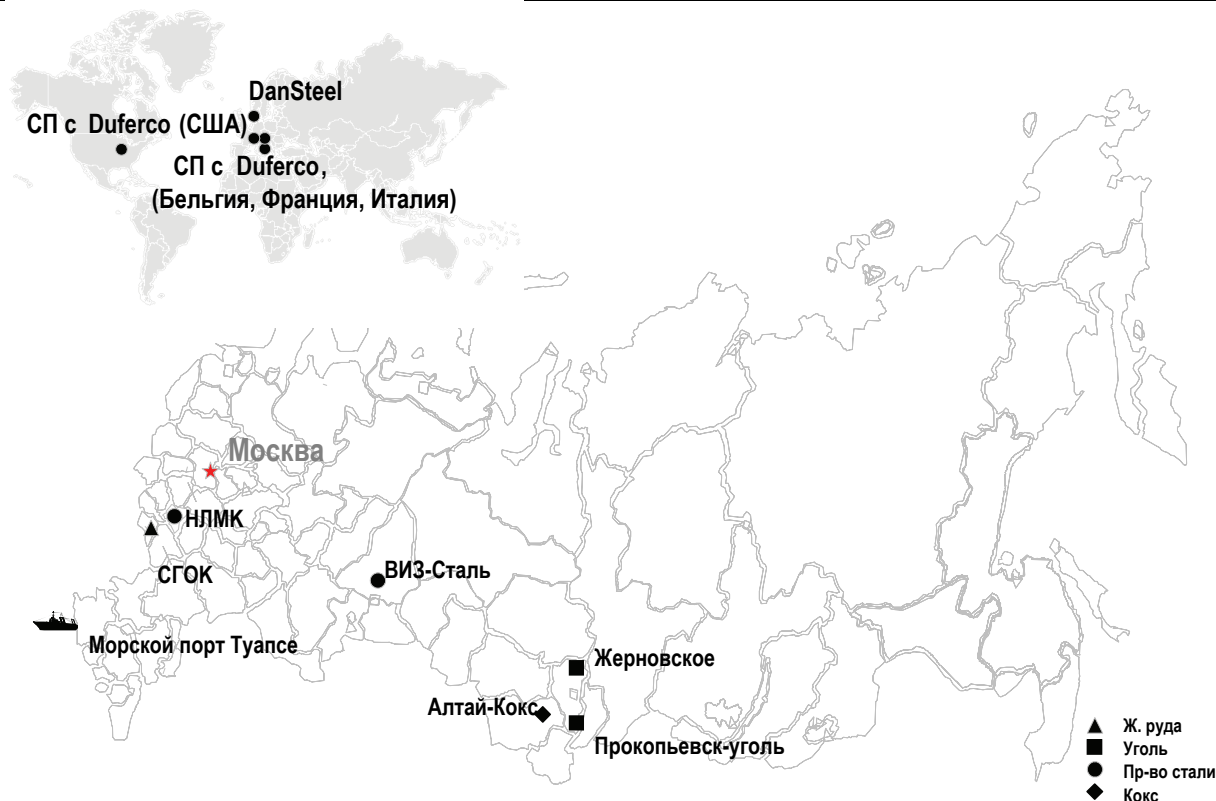 DanSteel
СП с Duferco (США)
СП с Duferco,
(Бельгия, Франция, Италия)
Москва
НЛМК
СГОК
ВИЗ-Сталь
Морской порт Туапсе
Жерновское
Алтай-Кокс
Прокопьевск-уголь
Ж. руда
Уголь
Пр-во стали
Кокс